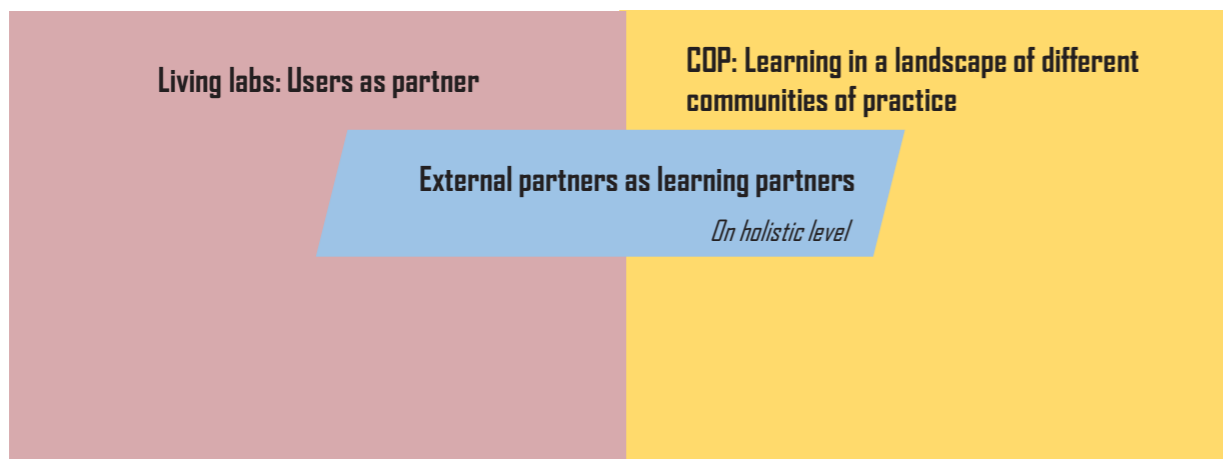 Living labs: Users as partner
COP: Learning in a landscape of different
communities of practice
External partners as learning partners
On holistic level